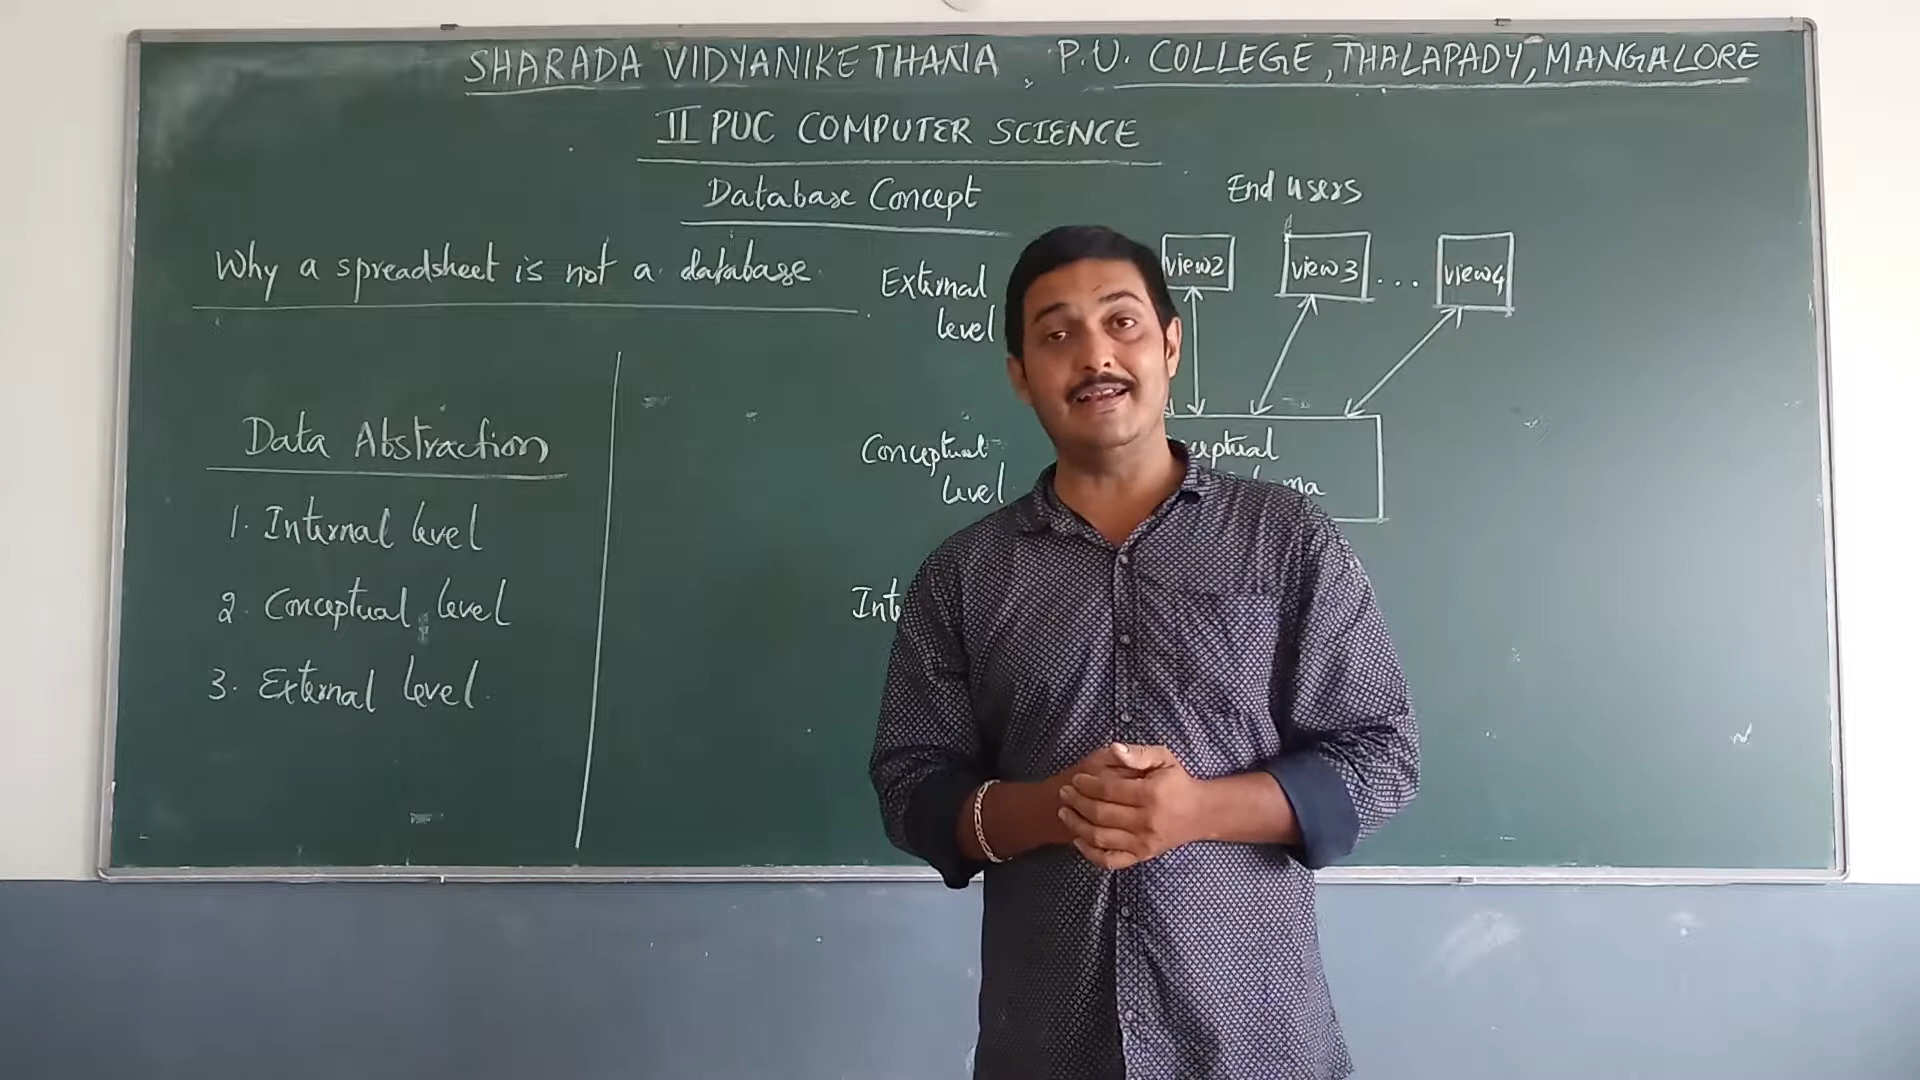 SHARADA VIDYANIKETHANA, P.U. COLLEGE, THALAPADY, MANGALORE
II PUC COMPUTER SCIENCE
Database Concept
Why a spreadsheet is not a database.
Data Abstraction
1. Internal level
2. Conceptual level
3. External level.
End users
External level
view2 view3 ... view4
Conceptual level